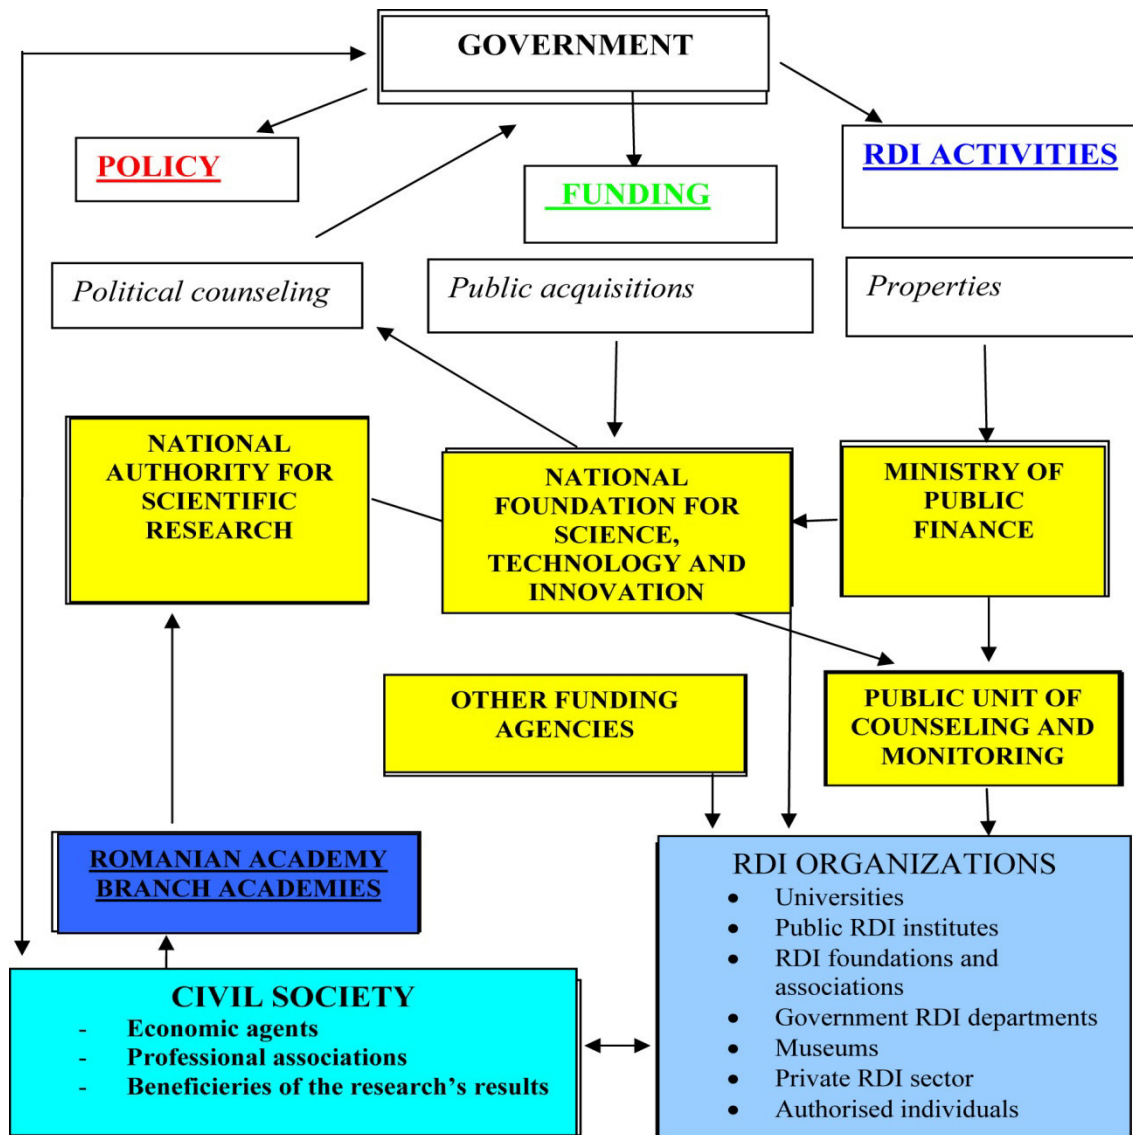 GOVERNMENT
POLICY
FUNDING
RDI ACTIVITIES
Political counseling
Public acquisitions
Properties
NATIONAL
AUTHORITY FOR
SCIENTIFIC
RESEARCH
NATIONAL
FOUNDATION FOR
SCIENCE,
TECHNOLOGY AND
INNOVATION
MINISTRY OF
PUBLIC
FINANCE
OTHER FUNDING
AGENCIES
PUBLIC UNIT OF
COUNSELING AND
MONITORING
ROMANIAN ACADEMY
BRANCH ACADEMIES
RDI ORGANIZATIONS
• Universities
• Public RDI institutes
• RDI foundations and
associations
• Government RDI departments
• Museums
• Private RDI sector
• Authorised individuals
CIVIL SOCIETY
- Economic agents
- Professional associations
- Beneficieries of the research's results